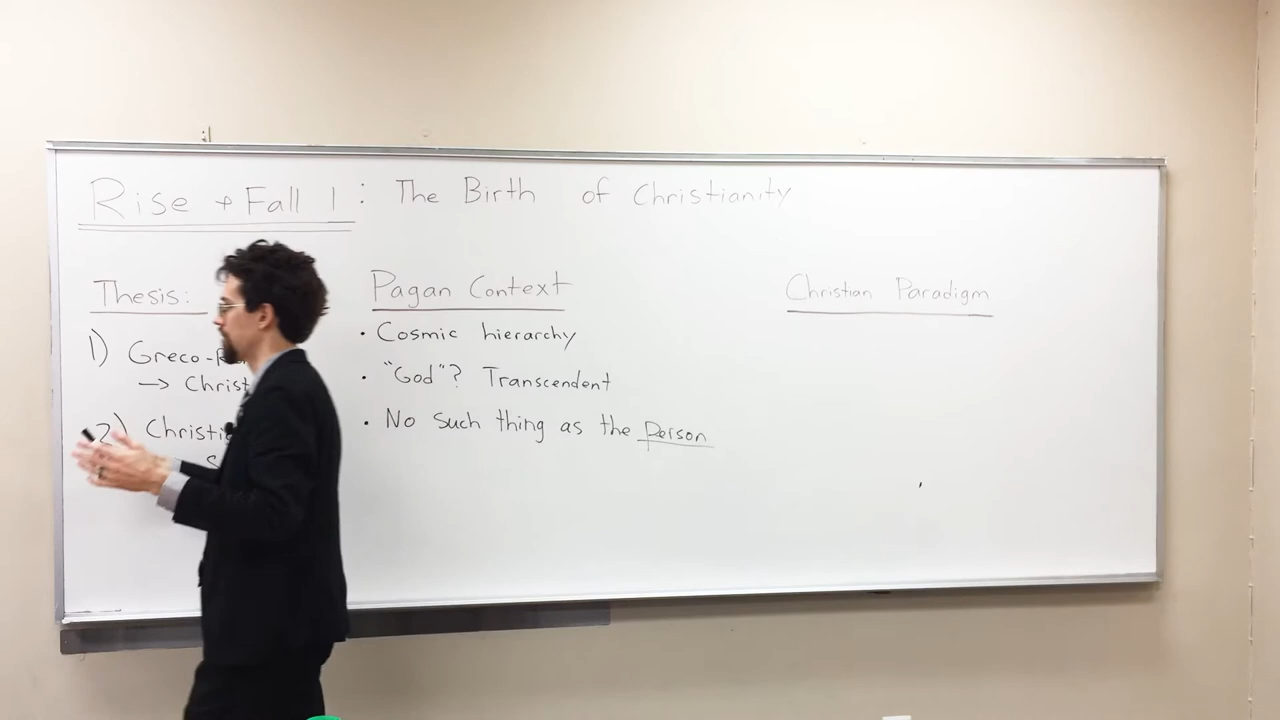 Rise + Fall 1: The Birth of Christianity
Thesis:
1) Greco-
→ Christ
2) Christi
Pagan Context
• Cosmic hierarchy
• "God"? Transcendent
• No such thing as the person
Christian Paradigm